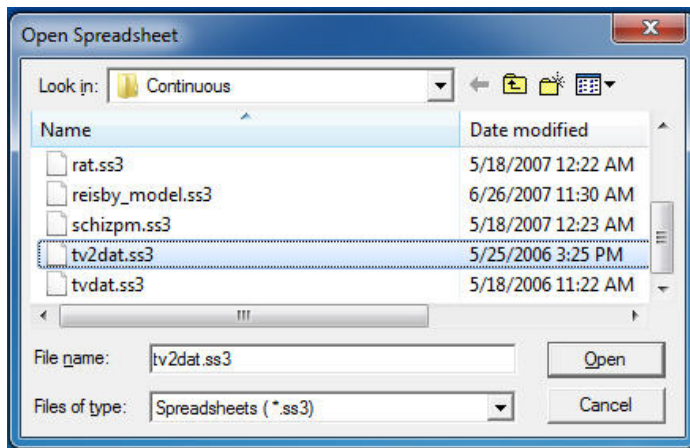 Open Spreadsheet
Look in: Continuous
Name Date modified
rat.ss3 5/18/2007 12:22 AM
reisby_model.ss3 6/26/2007 11:30 AM
schizpm.ss3 5/18/2007 12:23 AM
tv2dat.ss3 5/25/2006 3:25 PM
tvdat.ss3 5/18/2006 11:22 AM
File name: tv2dat.ss3 Open
Files of type: Spreadsheets (*.ss3) Cancel